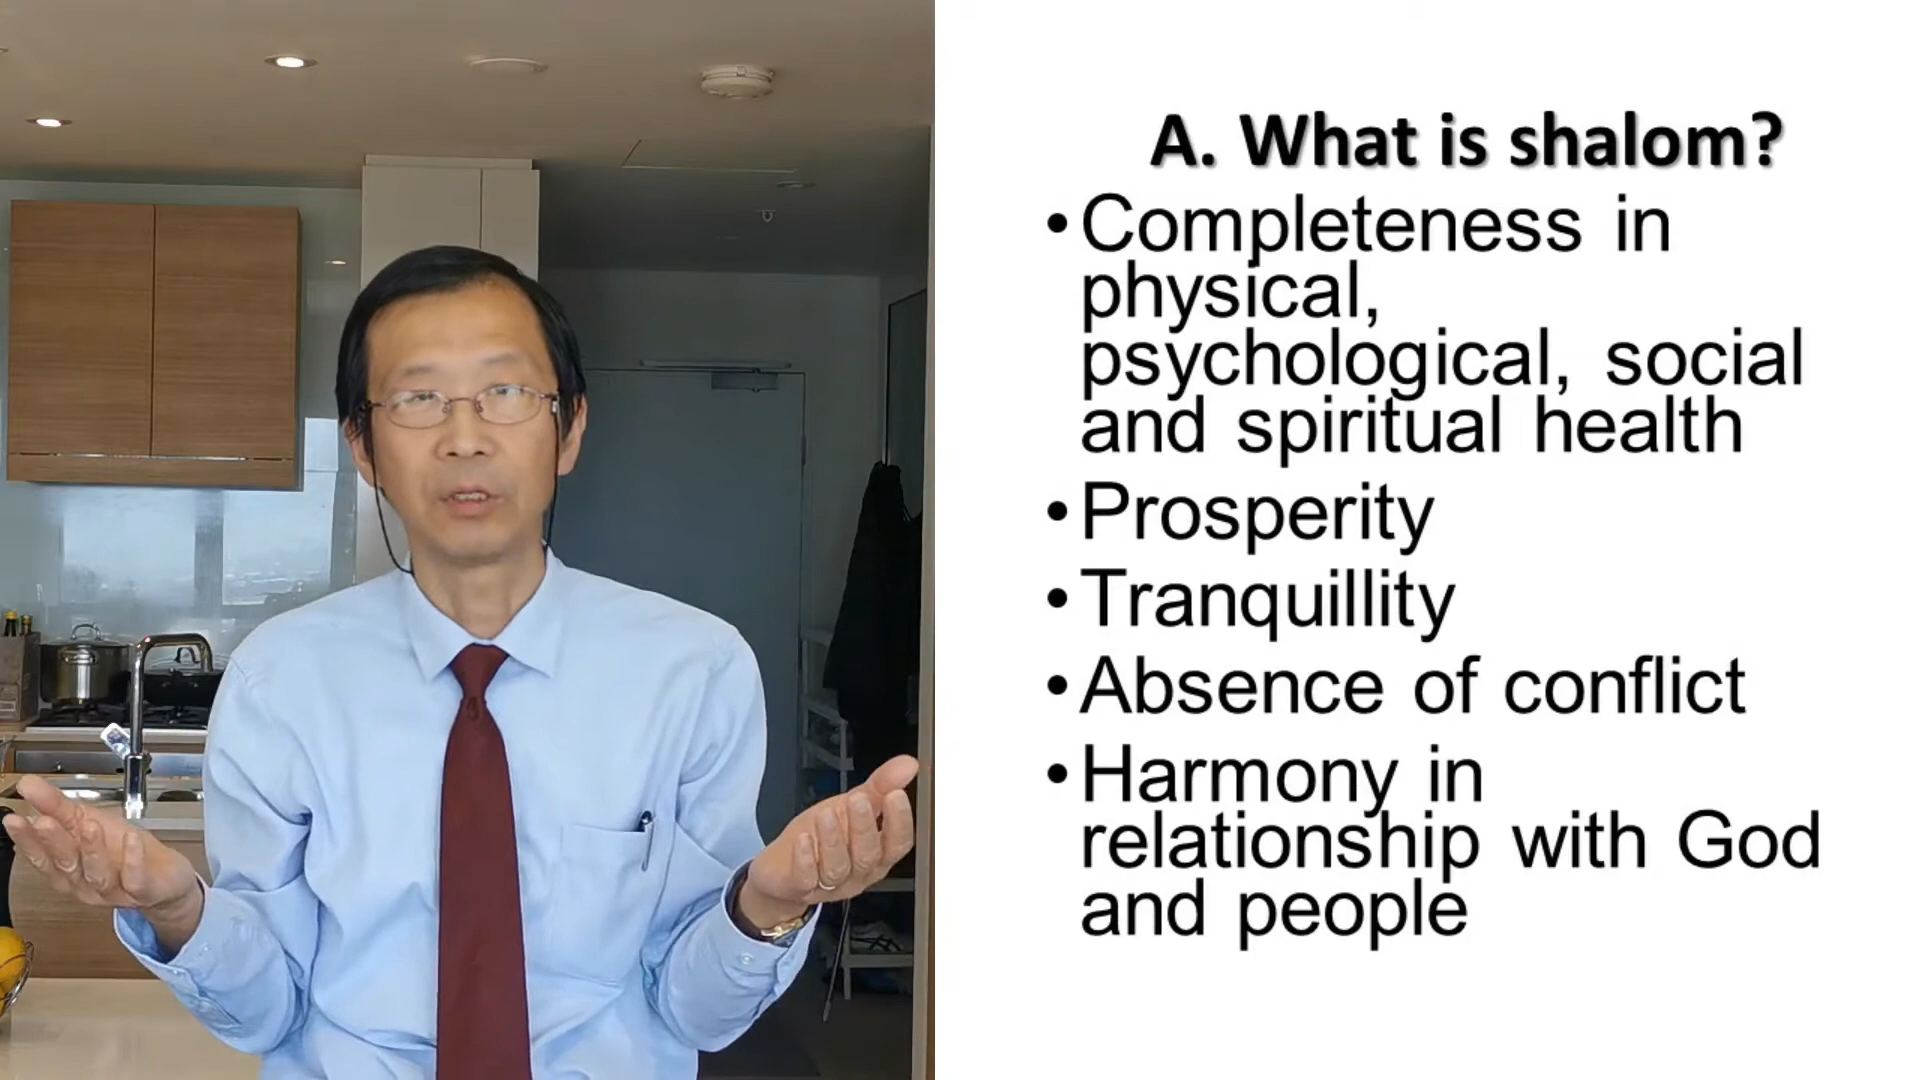 A. What is shalom?
•Completeness in
physical,
psychological, social
and spiritual health
•Prosperity
•Tranquillity
•Absence of conflict
•Harmony in
relationship with God
and people